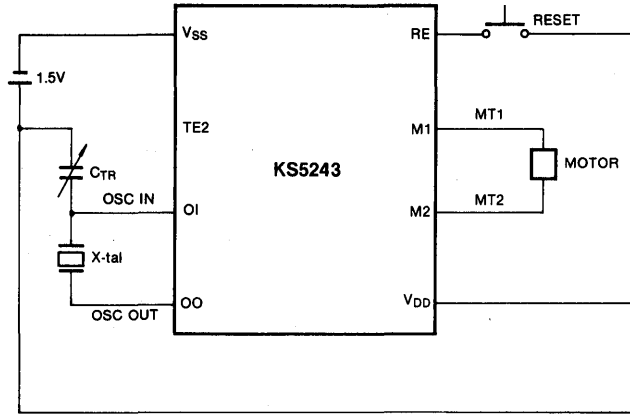 VSS
RE
RESET
1.5V
TE2
M1
MT1
CTR
KS5243
MOTOR
OSC IN
OI
M2
MT2
X-tal
OO
VDD
OSC OUT